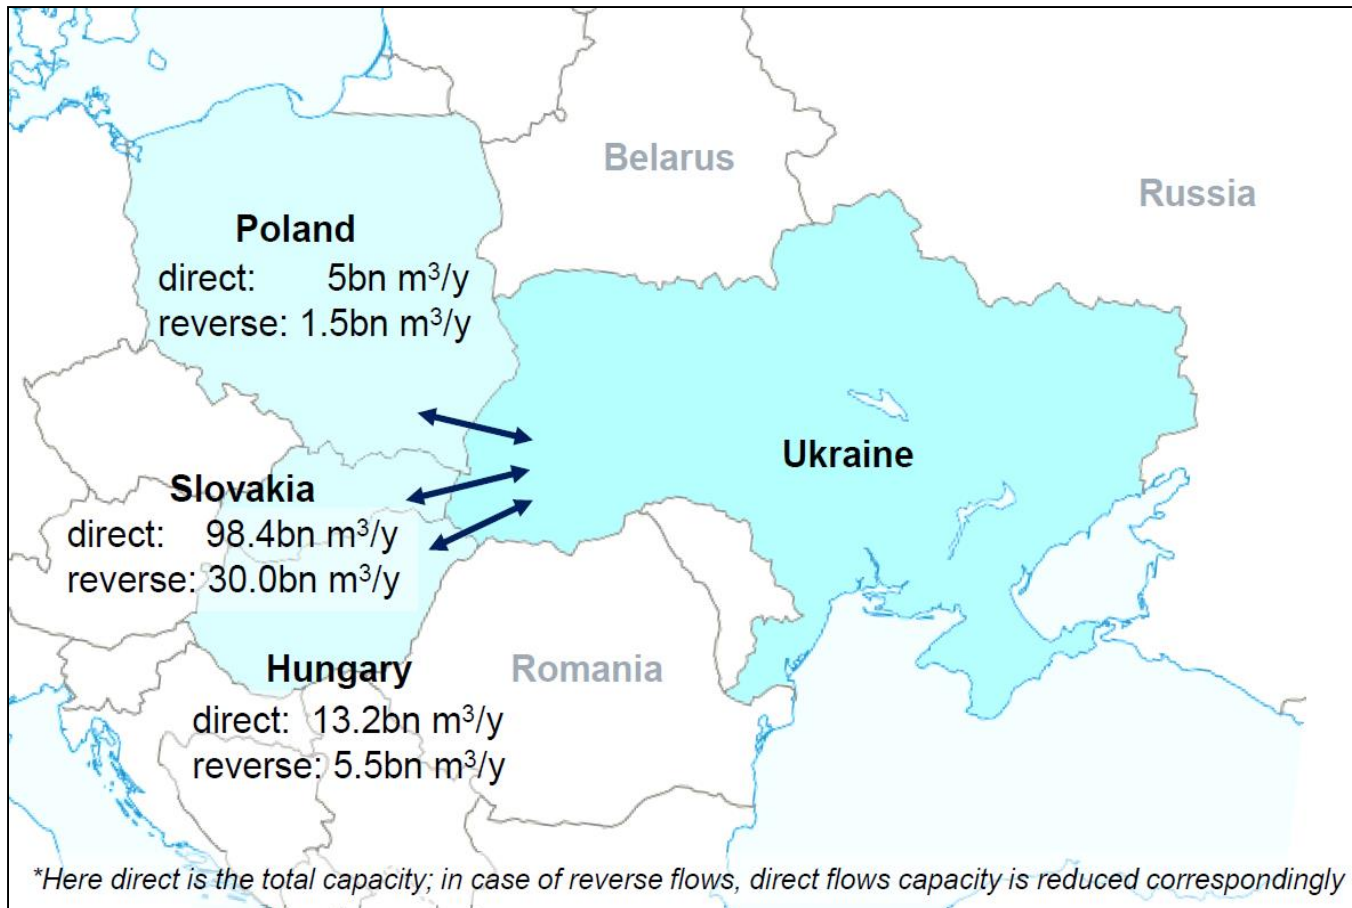 Belarus
Russia
Poland
direct: 5bn m³/y
reverse: 1.5bn m³/y
Ukraine
Slovakia
direct: 98.4bn m³/y
reverse: 30.0bn m³/y
Hungary
Romania
direct: 13.2bn m³/y
reverse: 5.5bn m³/y
*Here direct is the total capacity; in case of reverse flows, direct flows capacity is reduced correspondingly